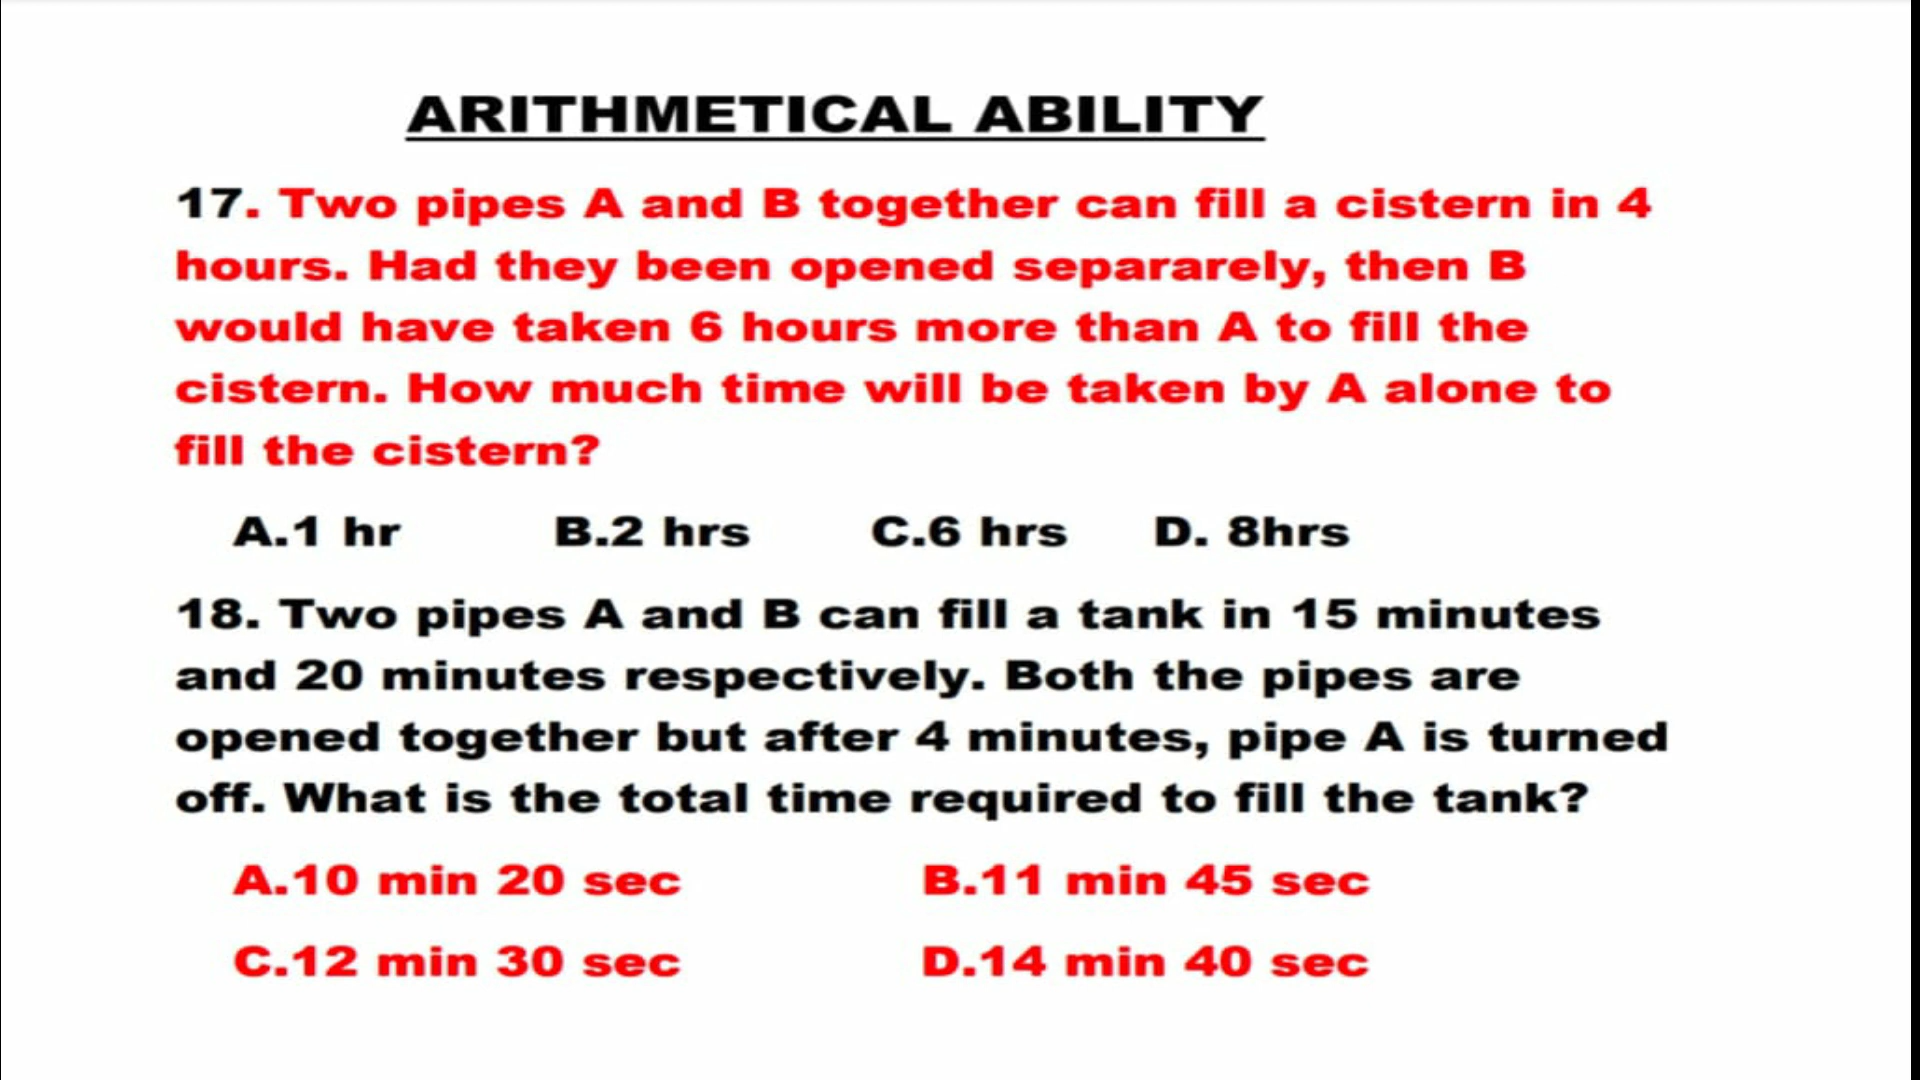 ARITHMETICAL ABILITY
17. Two pipes A and B together can fill a cistern in 4
hours. Had they been opened separarely, then B
would have taken 6 hours more than A to fill the
cistern. How much time will be taken by A alone to
fill the cistern?
A.1 hr B.2 hrs C.6 hrs D. 8hrs
18. Two pipes A and B can fill a tank in 15 minutes
and 20 minutes respectively. Both the pipes are
opened together but after 4 minutes, pipe A is turned
off. What is the total time required to fill the tank?
A.10 min 20 sec B.11 min 45 sec
C.12 min 30 sec D.14 min 40 sec